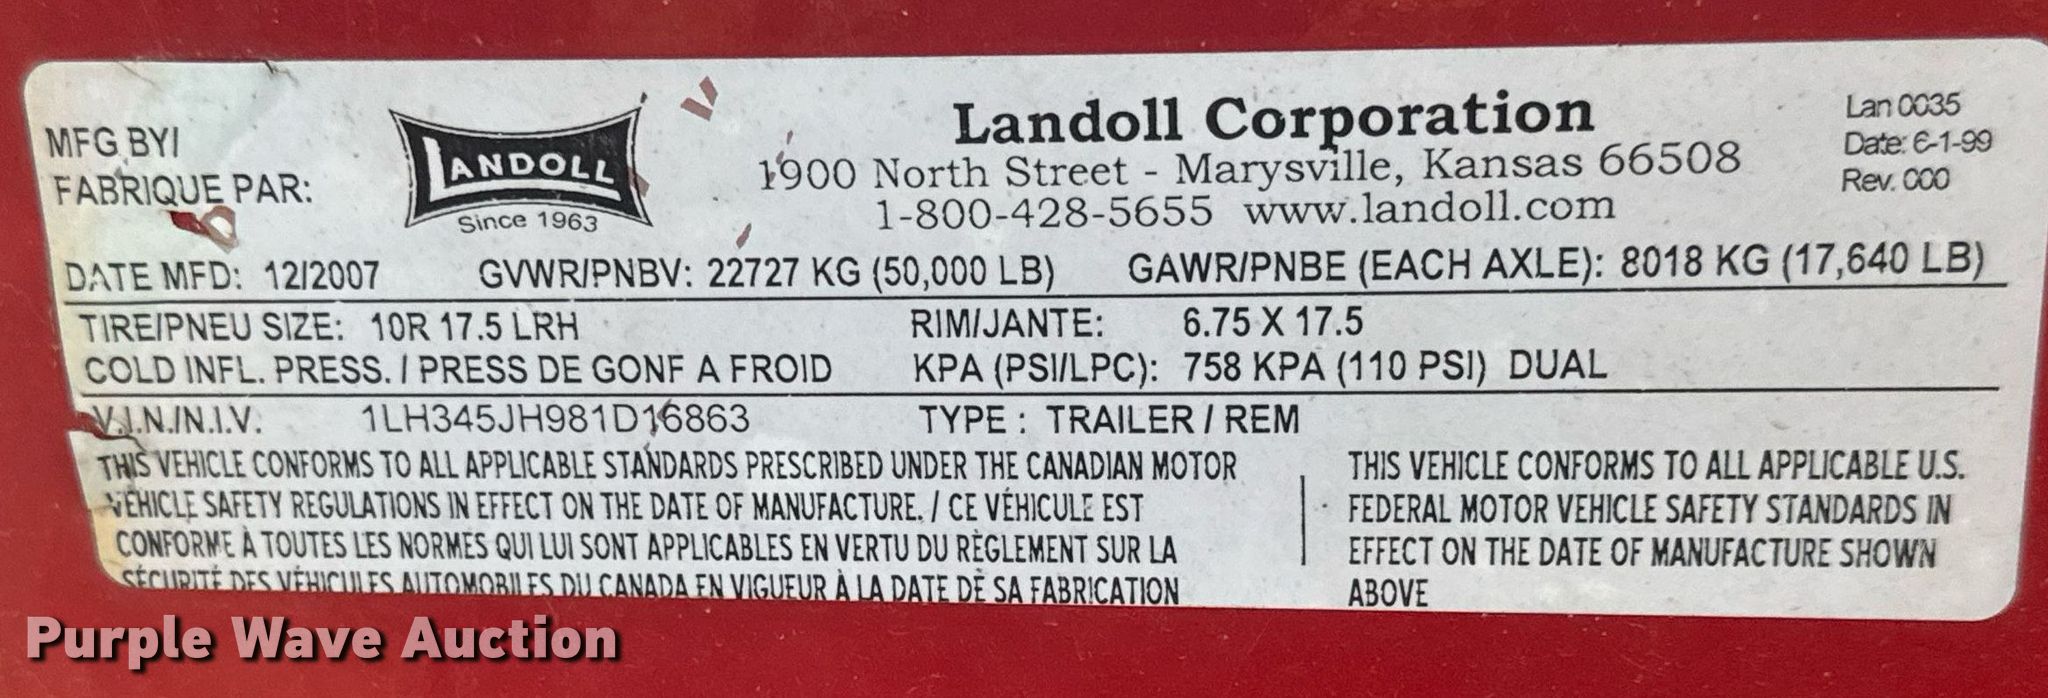 MFG BY/
FABRIQUE PAR:
LANDOLL
Since 1963
Landoll Corporation
1900 North Street - Marysville, Kansas 66508
1-800-428-5655 www.landoll.com
Lan 0035
Date: 6-1-99
Rev. 000
DATE MFD: 12/2007 GVWR/PNBV: 22727 KG (50,000 LB) GAWR/PNBE (EACH AXLE): 8018 KG (17,640 LB)
TIRE/PNEU SIZE: 10R 17.5 LRH RIM/JANTE: 6.75 X 17.5
COLD INFL. PRESS. / PRESS DE GONF A FROID KPA (PSI/LPC): 758 KPA (110 PSI) DUAL
V.I.N./N.I.V: 1LH345JH981D16863 TYPE : TRAILER / REM
THIS VEHICLE CONFORMS TO ALL APPLICABLE STANDARDS PRESCRIBED UNDER THE CANADIAN MOTOR
VEHICLE SAFETY REGULATIONS IN EFFECT ON THE DATE OF MANUFACTURE. / CE VÉHICULE EST
CONFORME À TOUTES LES NORMES QUI LUI SONT APPLICABLES EN VERTU DU RÈGLEMENT SUR LA
SÉCURITÉ DES VÉHICULES AUTOMOBILES DU CANADA EN VIGUEUR À LA DATE DE SA FABRICATION
THIS VEHICLE CONFORMS TO ALL APPLICABLE U.S.
FEDERAL MOTOR VEHICLE SAFETY STANDARDS IN
EFFECT ON THE DATE OF MANUFACTURE SHOWN
ABOVE
Purple Wave Auction